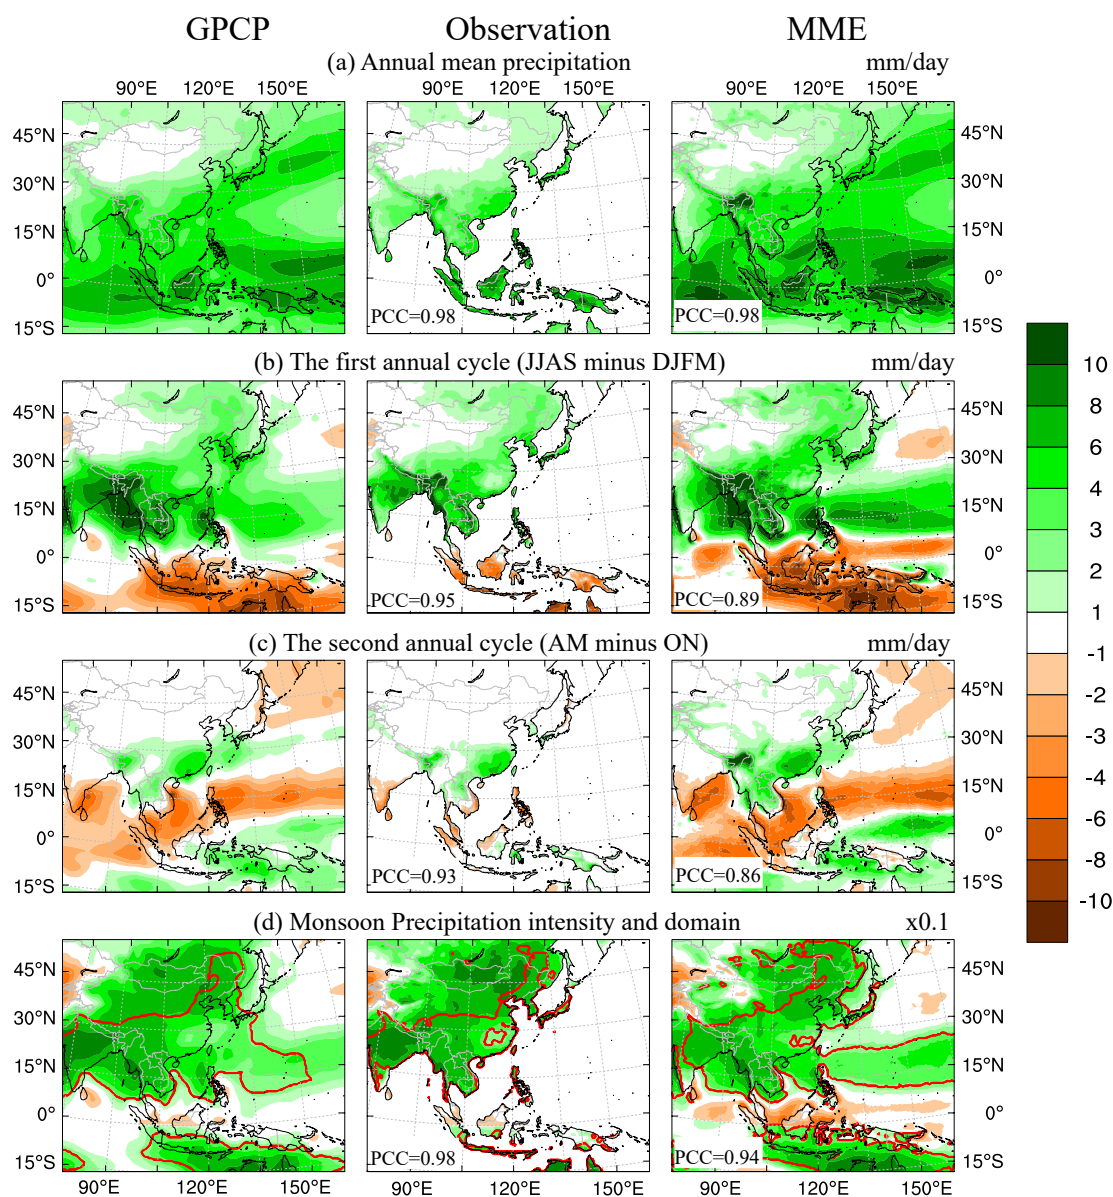 GPCP Observation MME
(a) Annual mean precipitation mm/day
90°E 120°E 150°E 90°E 120°E 150°E 90°E 120°E 150°E
45°N 45°N
30°N 30°N
15°N 15°N
0° 0°
15°S PCC=0.98 PCC=0.98 15°S
(b) The first annual cycle (JJAS minus DJFM) mm/day
45°N 45°N
30°N 30°N
15°N 15°N
0° 0°
15°S PCC=0.95 PCC=0.89 15°S
(c) The second annual cycle (AM minus ON) mm/day
45°N 45°N
30°N 30°N
15°N 15°N
0° 0°
15°S PCC=0.93 PCC=0.86 15°S
(d) Monsoon Precipitation intensity and domain x0.1
45°N 45°N
30°N 30°N
15°N 15°N
0° 0°
15°S PCC=0.98 PCC=0.94 15°S
90°E 120°E 150°E 90°E 120°E 150°E 90°E 120°E 150°E
10
8
6
4
3
2
1
-1
-2
-3
-4
-6
-8
-10